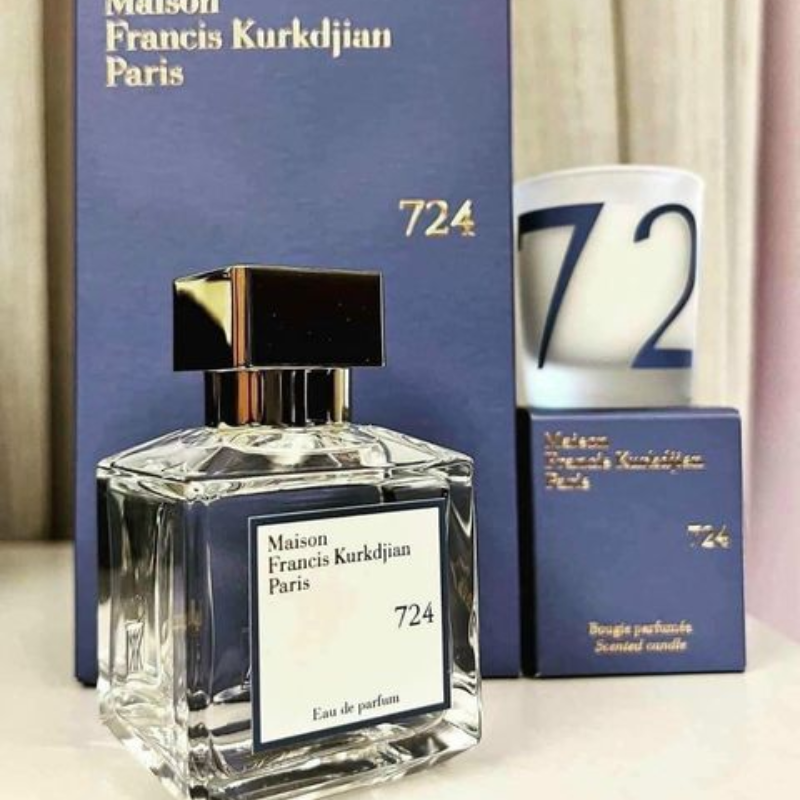 Maison
Francis Kurkdjian
Paris
724
72
Maison
Francis Kurkdjian
Paris
724
Bougie parfumée
Scented candle
Maison
Francis Kurkdjian
Paris
724
Eau de parfum